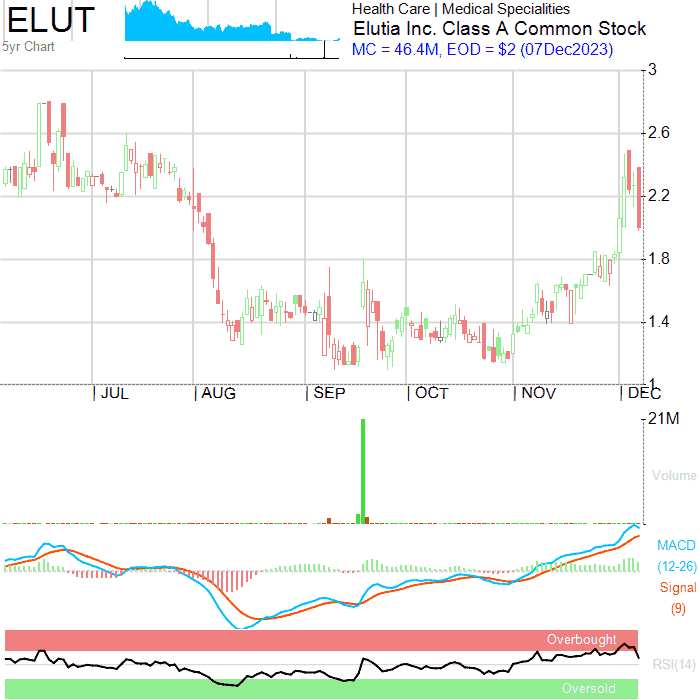 ELUT
5yr Chart
Health Care | Medical Specialities
Elutia Inc. Class A Common Stock
MC = 46.4M, EOD = $2 (07Dec2023)
3
2.6
2.2
1.8
1.4
1
JUL AUG SEP OCT NOV DEC
21M
Volume
MACD
(12-26)
Signal
(9)
Overbought
RSI(14)
Oversold